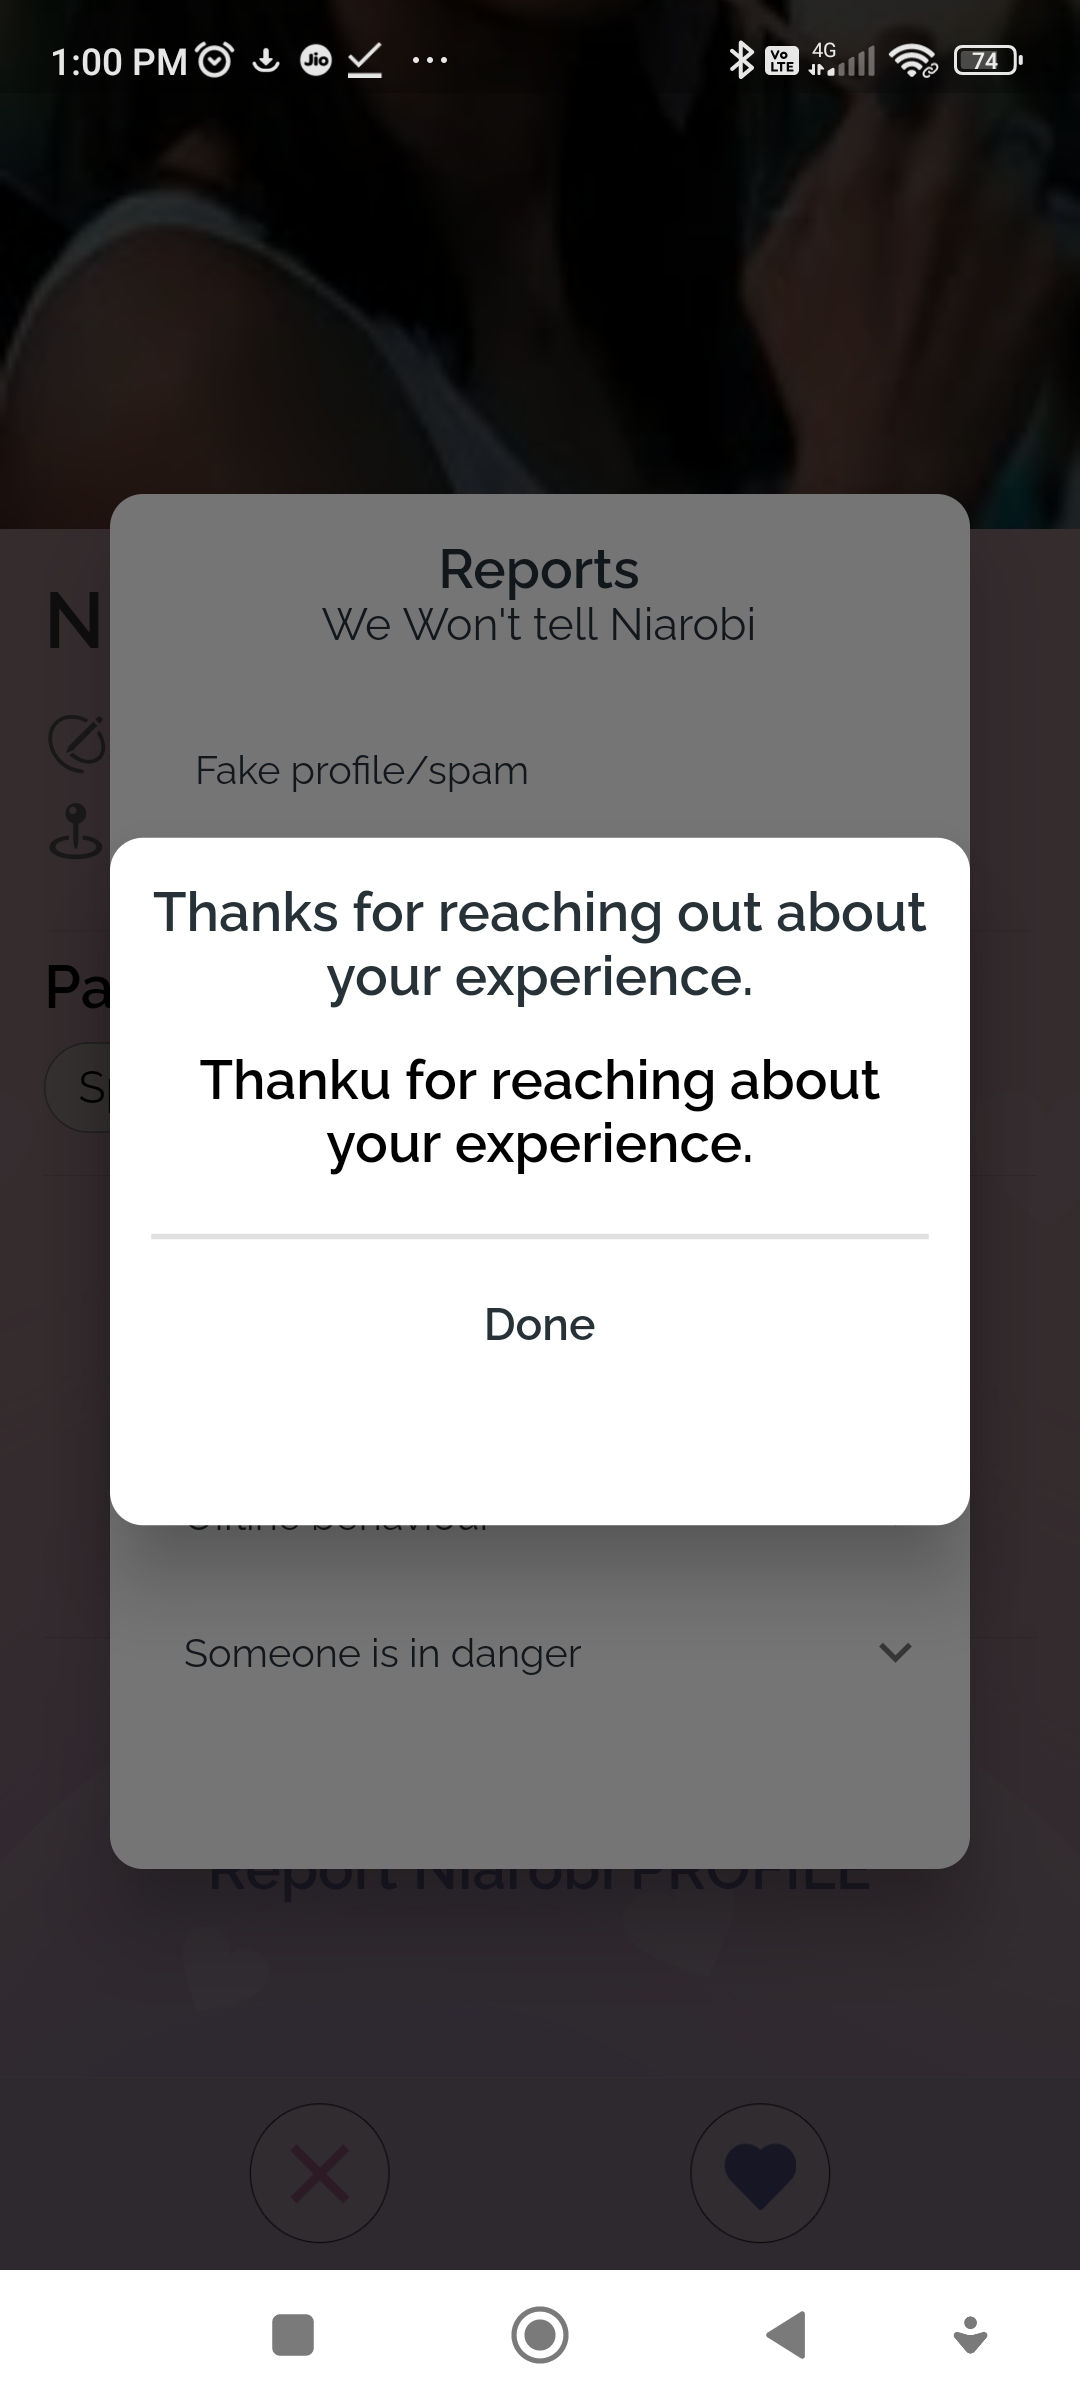 1:00 PM
Jio
Vo LTE
4G
74
Reports
We Won't tell Niarobi
N
Fake profile/spam
Thanks for reaching out about
your experience.
Pa
Thanku for reaching about
your experience.
Done
Offline behaviour
Someone is in danger
Report Niarobi PROFILE